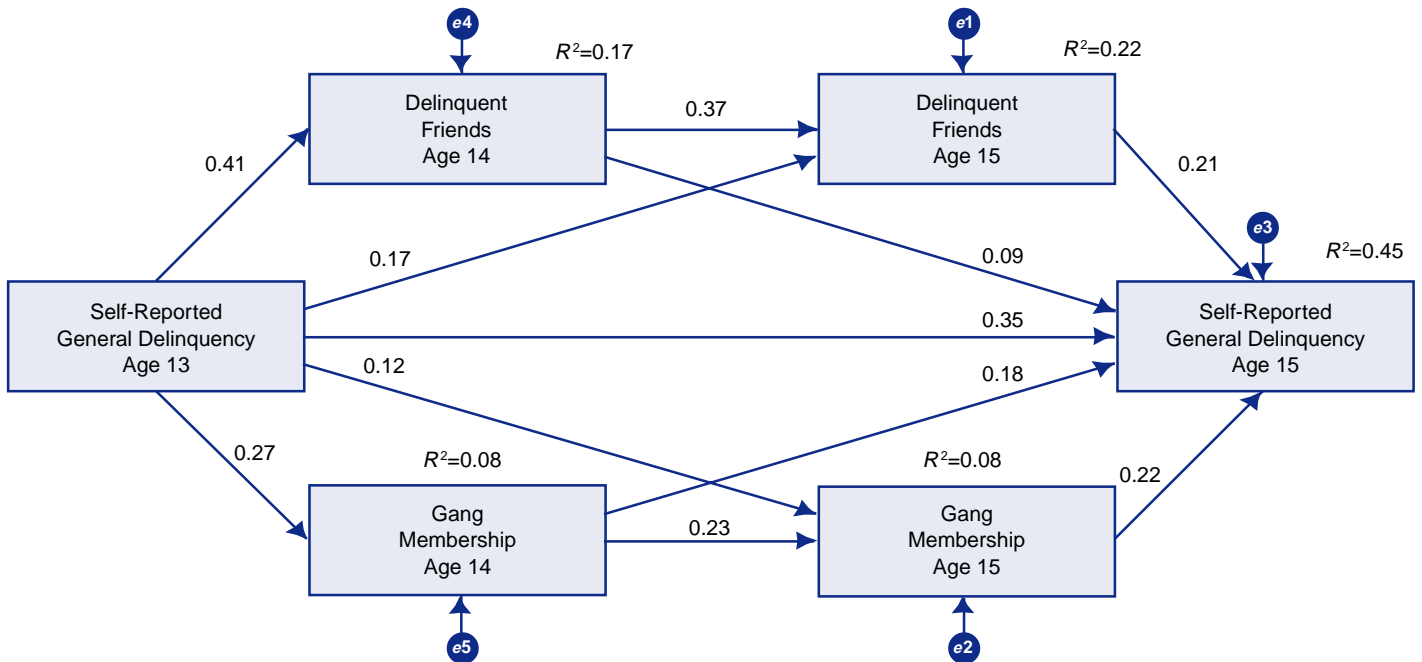 e4
e1
R²=0.17
R²=0.22
Delinquent
Friends
Age 14
0.37
Delinquent
Friends
Age 15
0.41
0.21
e3
0.17
0.09
R²=0.45
Self-Reported
General Delinquency
Age 13
0.35
Self-Reported
General Delinquency
Age 15
0.12
0.18
0.27
R²=0.08
R²=0.08
0.22
Gang
Membership
Age 14
0.23
Gang
Membership
Age 15
e5
e2